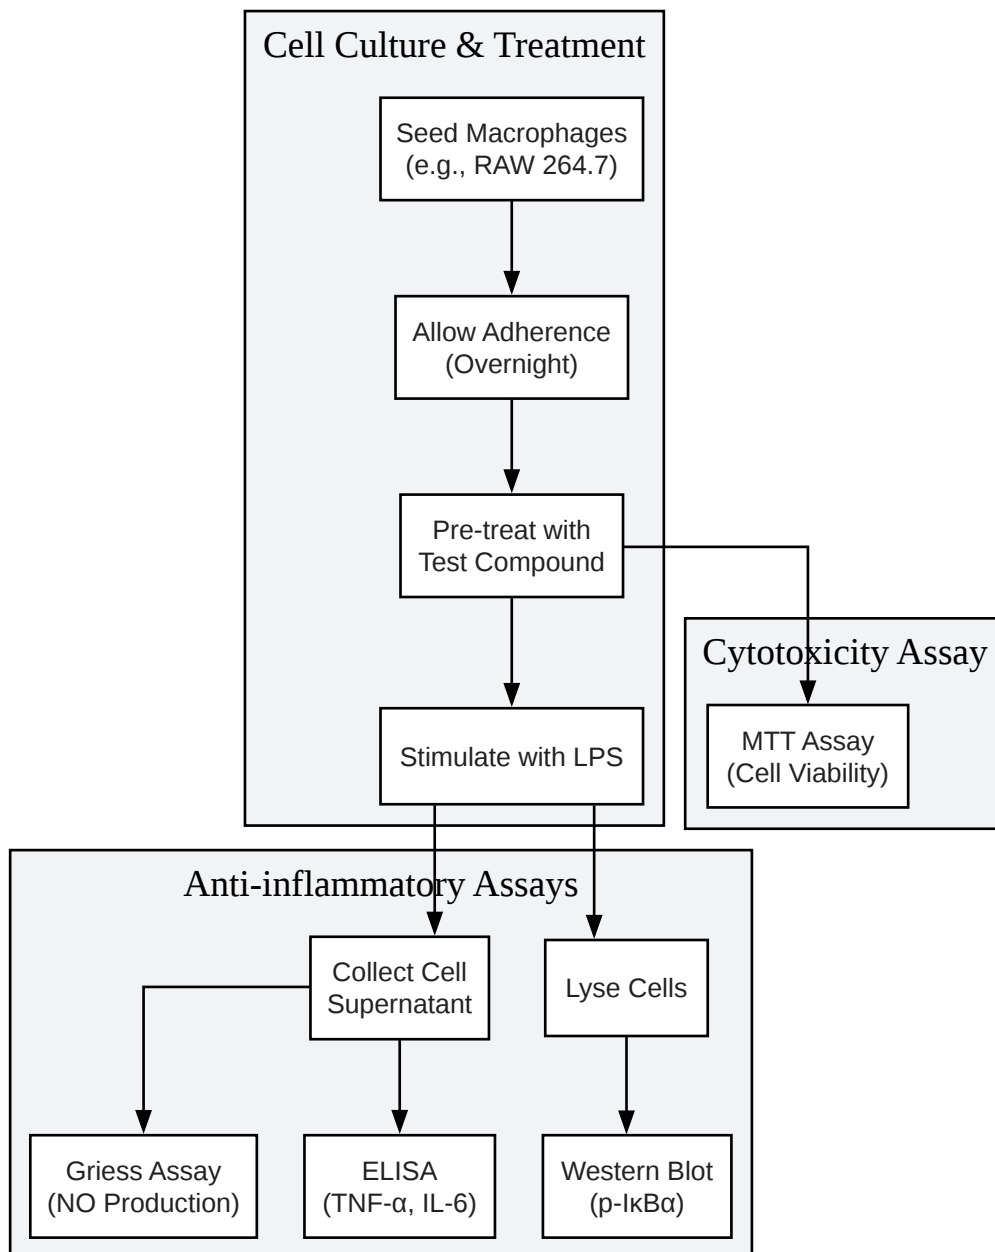 Cell Culture & Treatment
Seed Macrophages
(e.g., RAW 264.7)
Allow Adherence
(Overnight)
Pre-treat with
Test Compound
Cytotoxicity Assay
MTT Assay
(Cell Viability)
Stimulate with LPS
Anti-inflammatory Assays
Collect Cell
Supernatant
Lyse Cells
Griess Assay
(NO Production)
ELISA
(TNF-α, IL-6)
Western Blot
(p-IκBα)